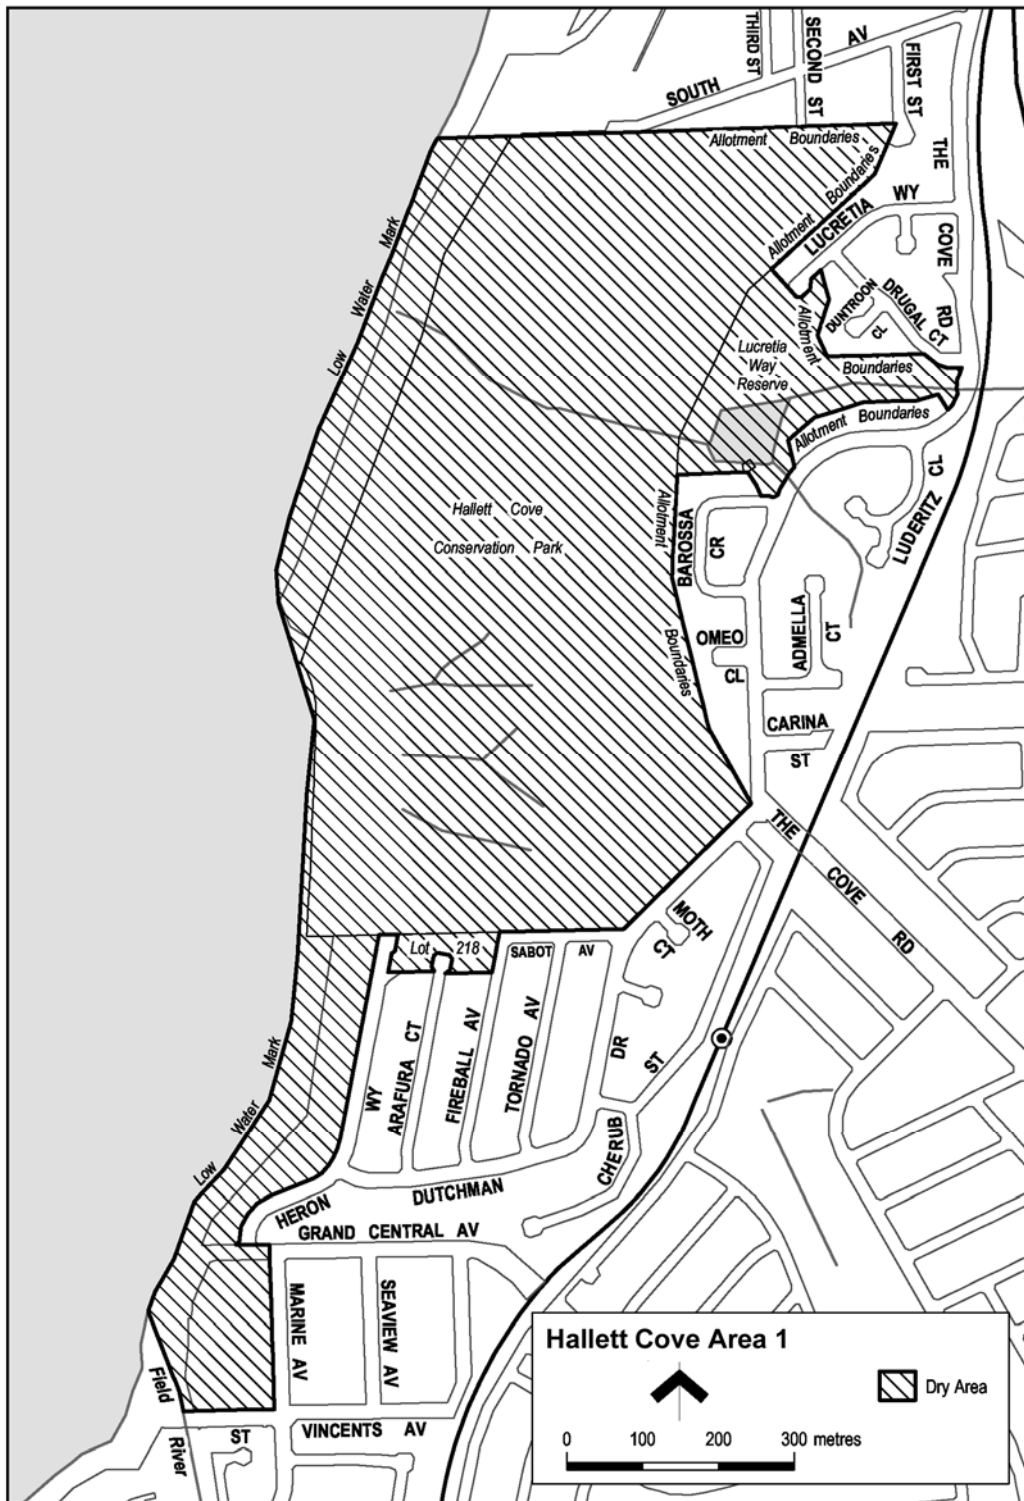 THIRD ST
SECOND ST
SOUTH AV
FIRST ST
Allotment Boundaries
THE COVE RD
Allotment Boundaries
LUCRETIA WY
Low Water Mark
DUNTROON CL
DRUGAL CT
Allotment Boundaries
Lucretia
Way
Reserve
Allotment Boundaries
LUDERITZ CL
Hallett Cove
Conservation Park
Allotment Boundaries
BAROSSA CR
ADMELLA CT
OMEO CL
CARINA ST
THE COVE RD
MOTH CT
Lot 218
SABOT AV
Low Water Mark
WY
ARAFURA CT
FIREBALL AV
TORNADO AV
DR
ST
CHERUB
HERON
DUTCHMAN
GRAND CENTRAL AV
MARINE AV
SEAVIEW AV
Field River
ST VINCENTS AV
Hallett Cove Area 1
Dry Area
0 100 200 300 metres